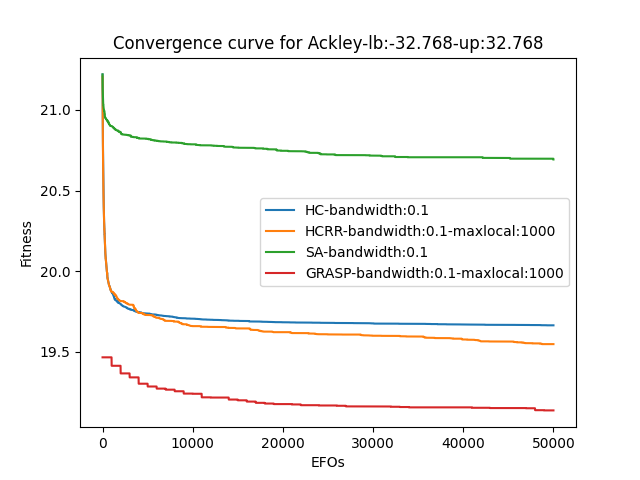 Convergence curve for Ackley-lb:-32.768-up:32.768
Fitness
21.0
20.5
20.0
19.5
HC-bandwidth:0.1
HCRR-bandwidth:0.1-maxlocal:1000
SA-bandwidth:0.1
GRASP-bandwidth:0.1-maxlocal:1000
0 10000 20000 30000 40000 50000
EFOs